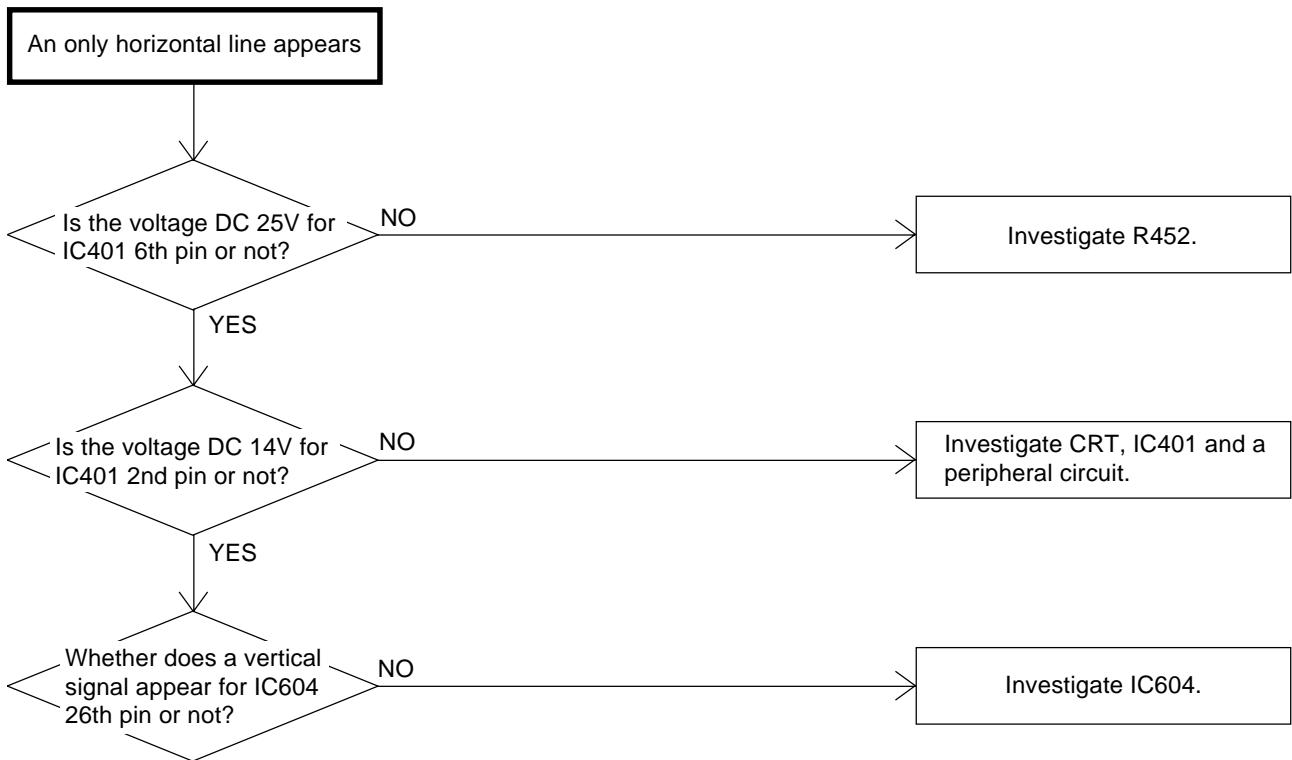 An only horizontal line appears
Is the voltage DC 25V for
IC401 6th pin or not?
NO
Investigate R452.
YES
Is the voltage DC 14V for
IC401 2nd pin or not?
NO
Investigate CRT, IC401 and a
peripheral circuit.
YES
Whether does a vertical
signal appear for IC604
26th pin or not?
NO
Investigate IC604.